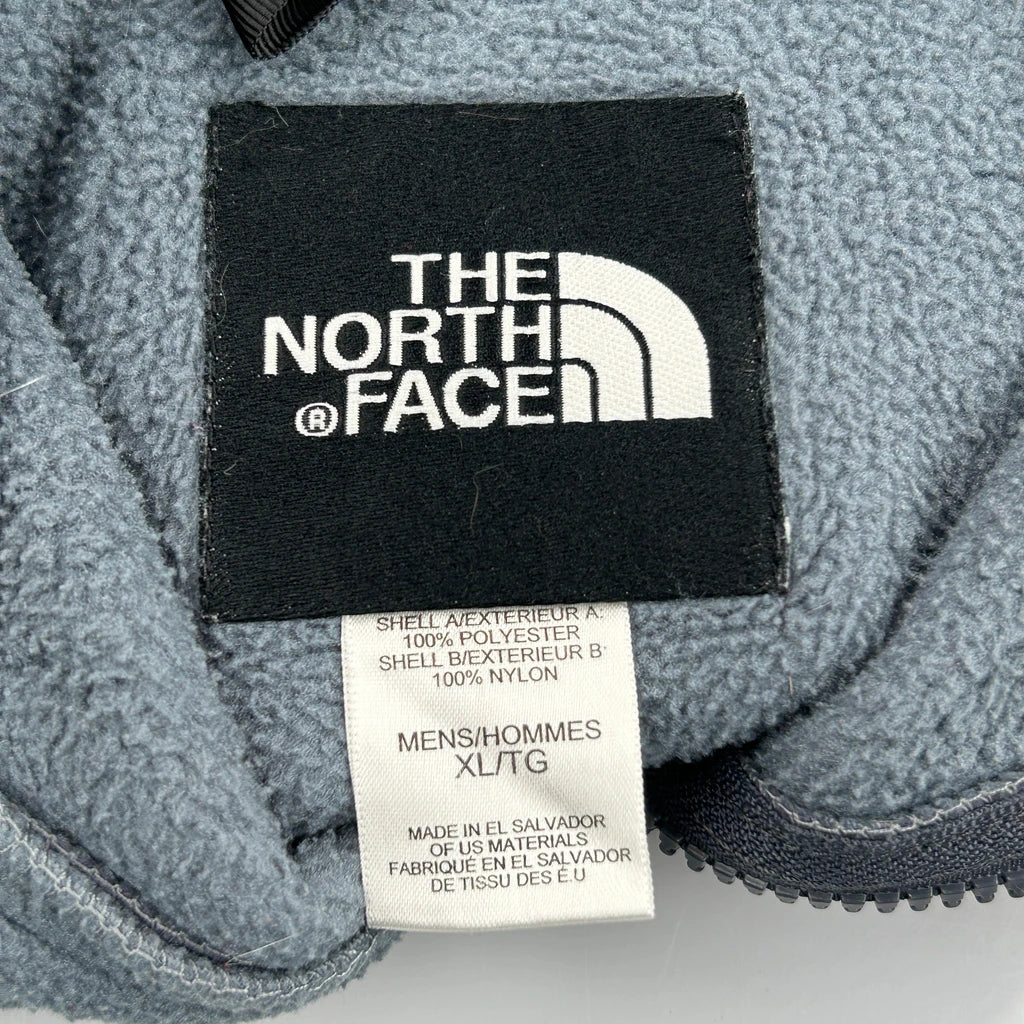 THE
NORTH
FACE
®
SHELL A/EXTERIEUR A:
100% POLYESTER
SHELL B/EXTERIEUR B:
100% NYLON
MENS/HOMMES
XL/TG
MADE IN EL SALVADOR
OF US MATERIALS
FABRIQUÉ EN EL SALVADOR
DE TISSU DES É.U